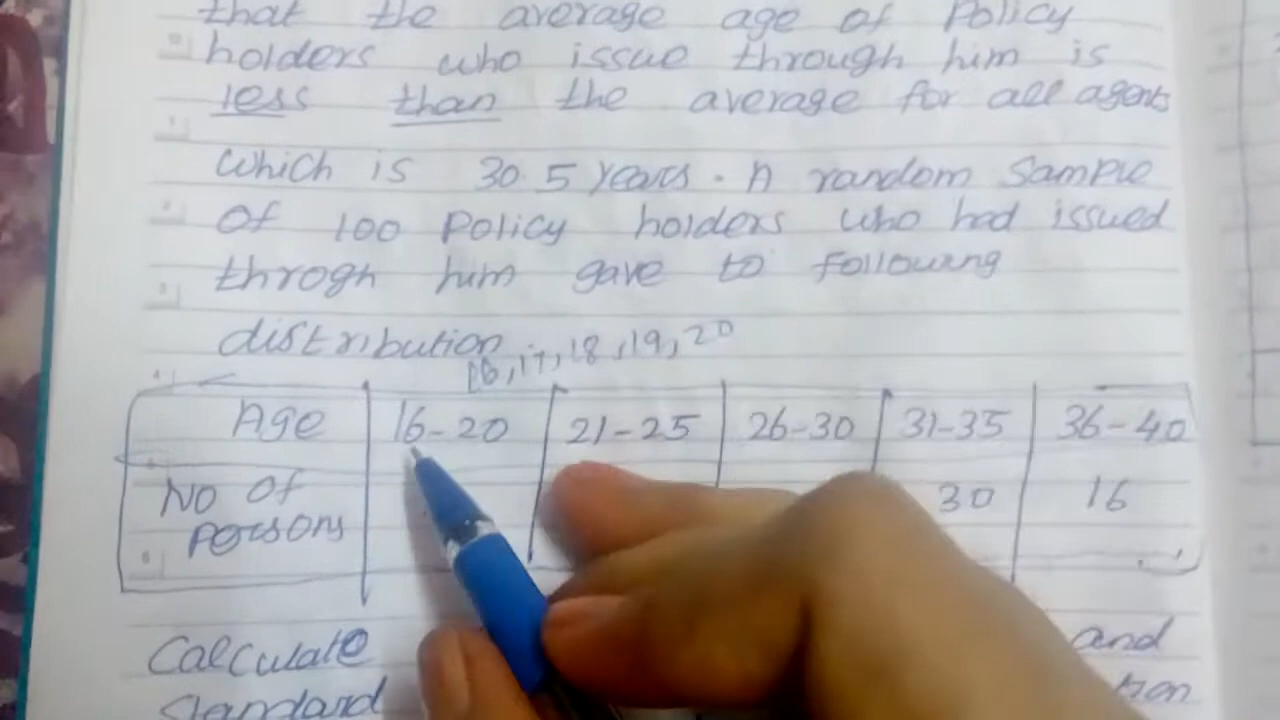 that the average age of Policy
holders who issue through him is
less than the average for all agents
which is 30.5 years. A random sample
of 100 Policy holders who had issued
throgh him gave to following
distribution
16, 17, 18, 19, 20
Age 16-20 21-25 26-30 31-35 36-40
No of 30 16
Persons
Calculate and
Standard